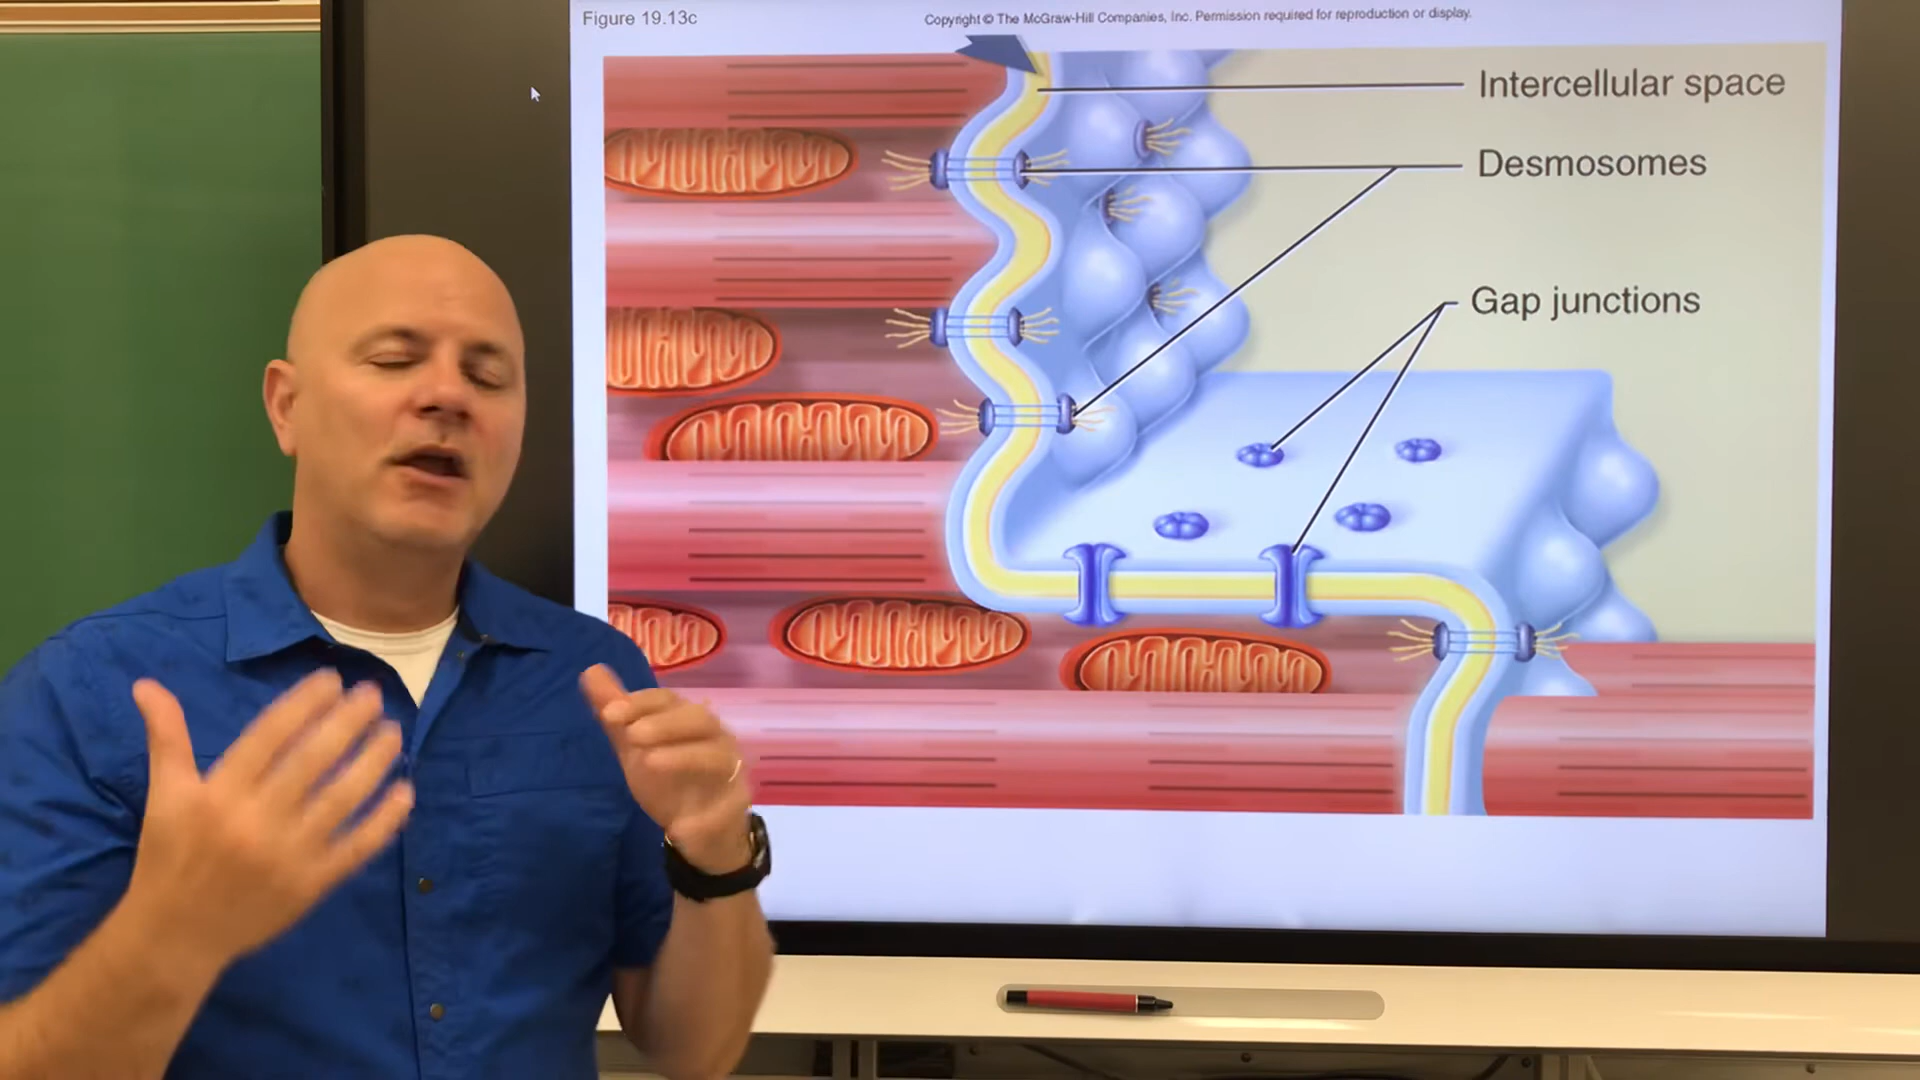 Figure 19.13c
Copyright © The McGraw-Hill Companies, Inc. Permission required for reproduction or display.
Intercellular space
Desmosomes
Gap junctions